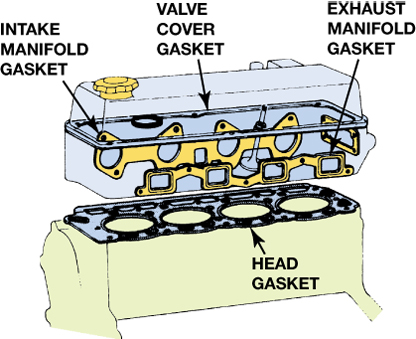 INTAKE
MANIFOLD
GASKET
VALVE
COVER
GASKET
EXHAUST
MANIFOLD
GASKET
HEAD
GASKET